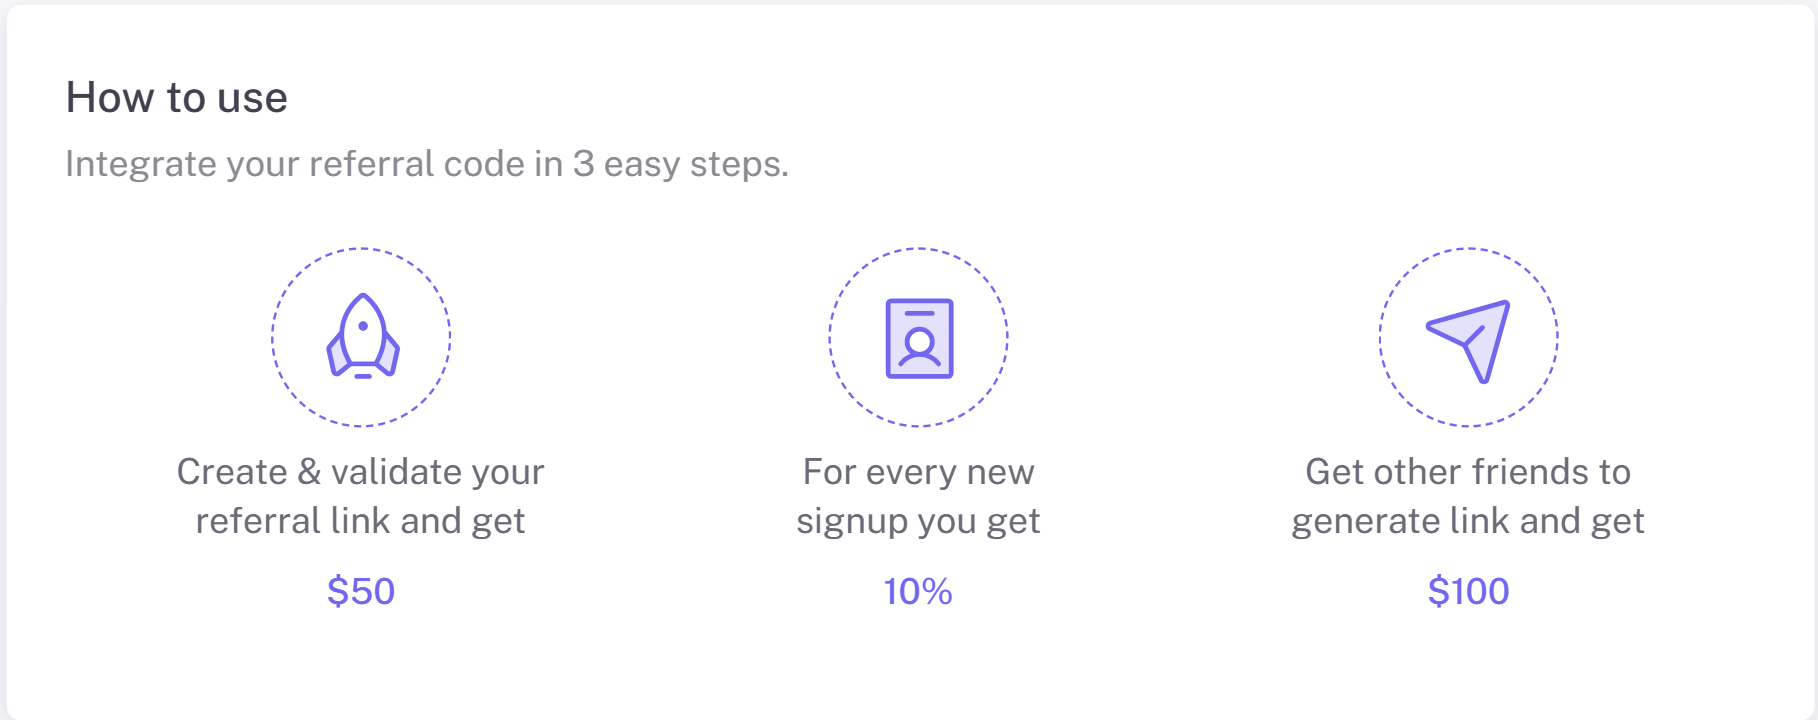 How to use
Integrate your referral code in 3 easy steps.
Create & validate your
referral link and get
$50
For every new
signup you get
10%
Get other friends to
generate link and get
$100